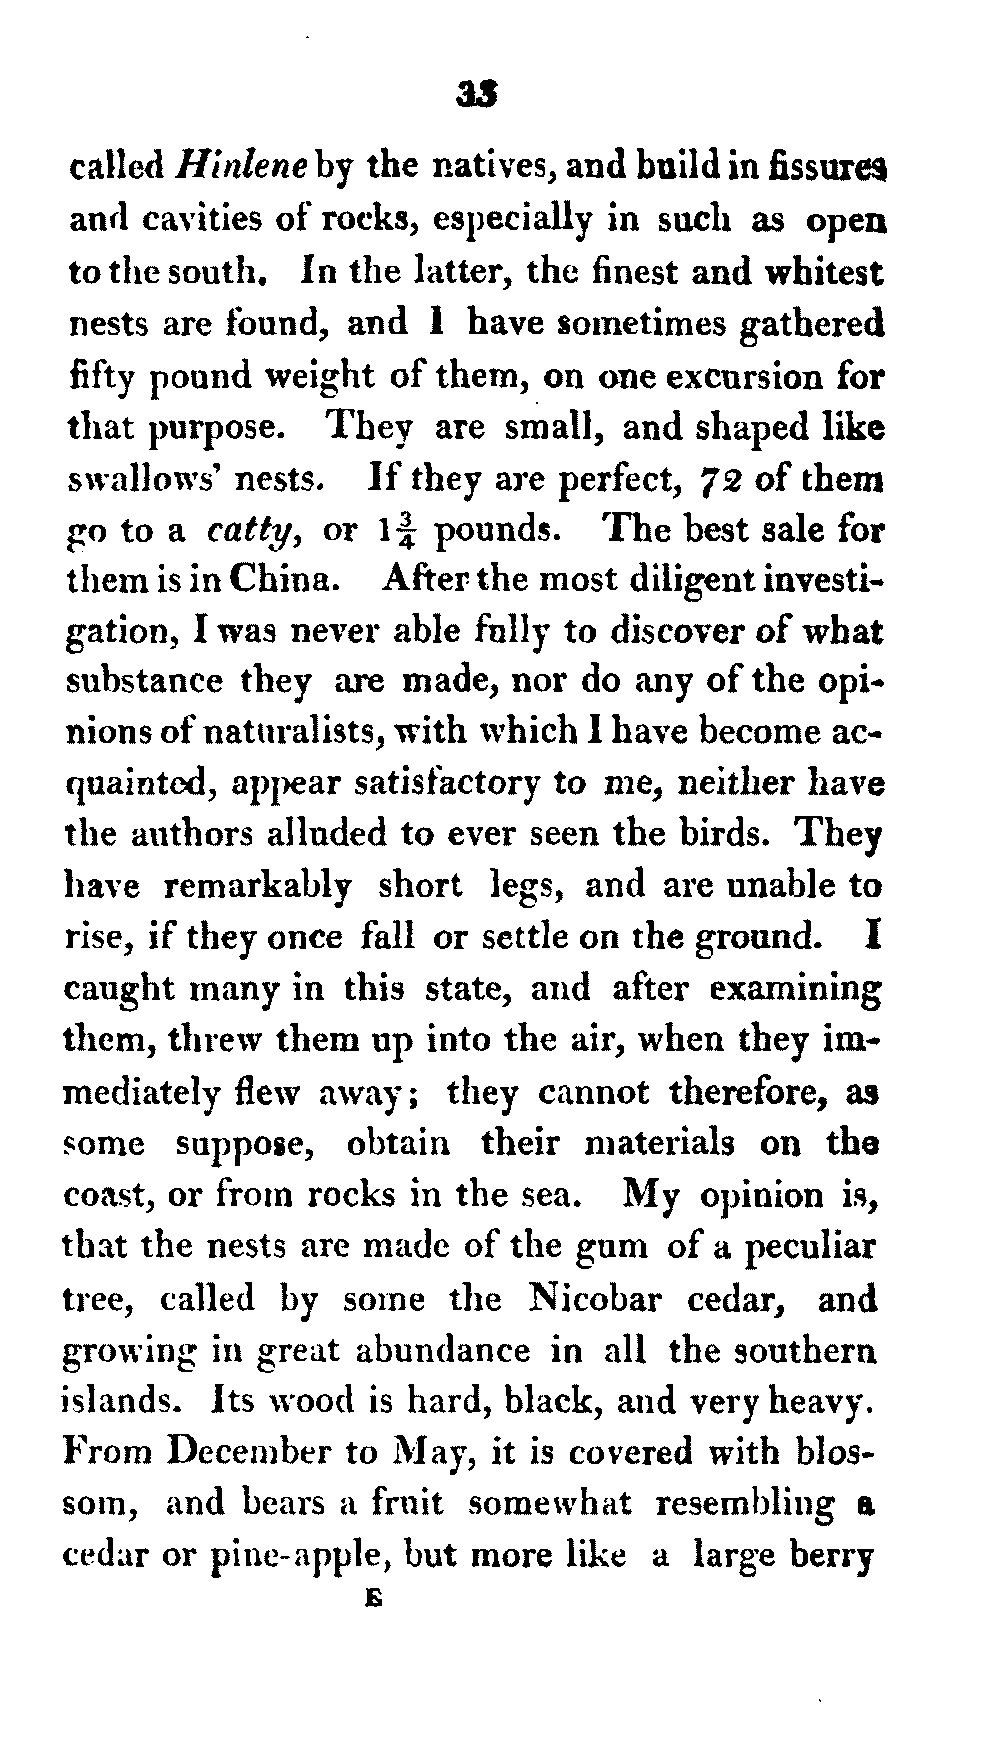 33
called Hinlene by the natives, and build in fissures
and cavities of rocks, especially in such as open
to the south. In the latter, the finest and whitest
nests are found, and I have sometimes gathered
fifty pound weight of them, on one excursion for
that purpose. They are small, and shaped like
swallows' nests. If they are perfect, 72 of them
go to a catty, or 1¾ pounds. The best sale for
them is in China. After the most diligent investi-
gation, I was never able fully to discover of what
substance they are made, nor do any of the opi-
nions of naturalists, with which I have become ac-
quainted, appear satisfactory to me, neither have
the authors alluded to ever seen the birds. They
have remarkably short legs, and are unable to
rise, if they once fall or settle on the ground. I
caught many in this state, and after examining
them, threw them up into the air, when they im-
mediately flew away; they cannot therefore, as
some suppose, obtain their materials on the
coast, or from rocks in the sea. My opinion is,
that the nests are made of the gum of a peculiar
tree, called by some the Nicobar cedar, and
growing in great abundance in all the southern
islands. Its wood is hard, black, and very heavy.
From December to May, it is covered with blos-
som, and bears a fruit somewhat resembling a
cedar or pine-apple, but more like a large berry
E